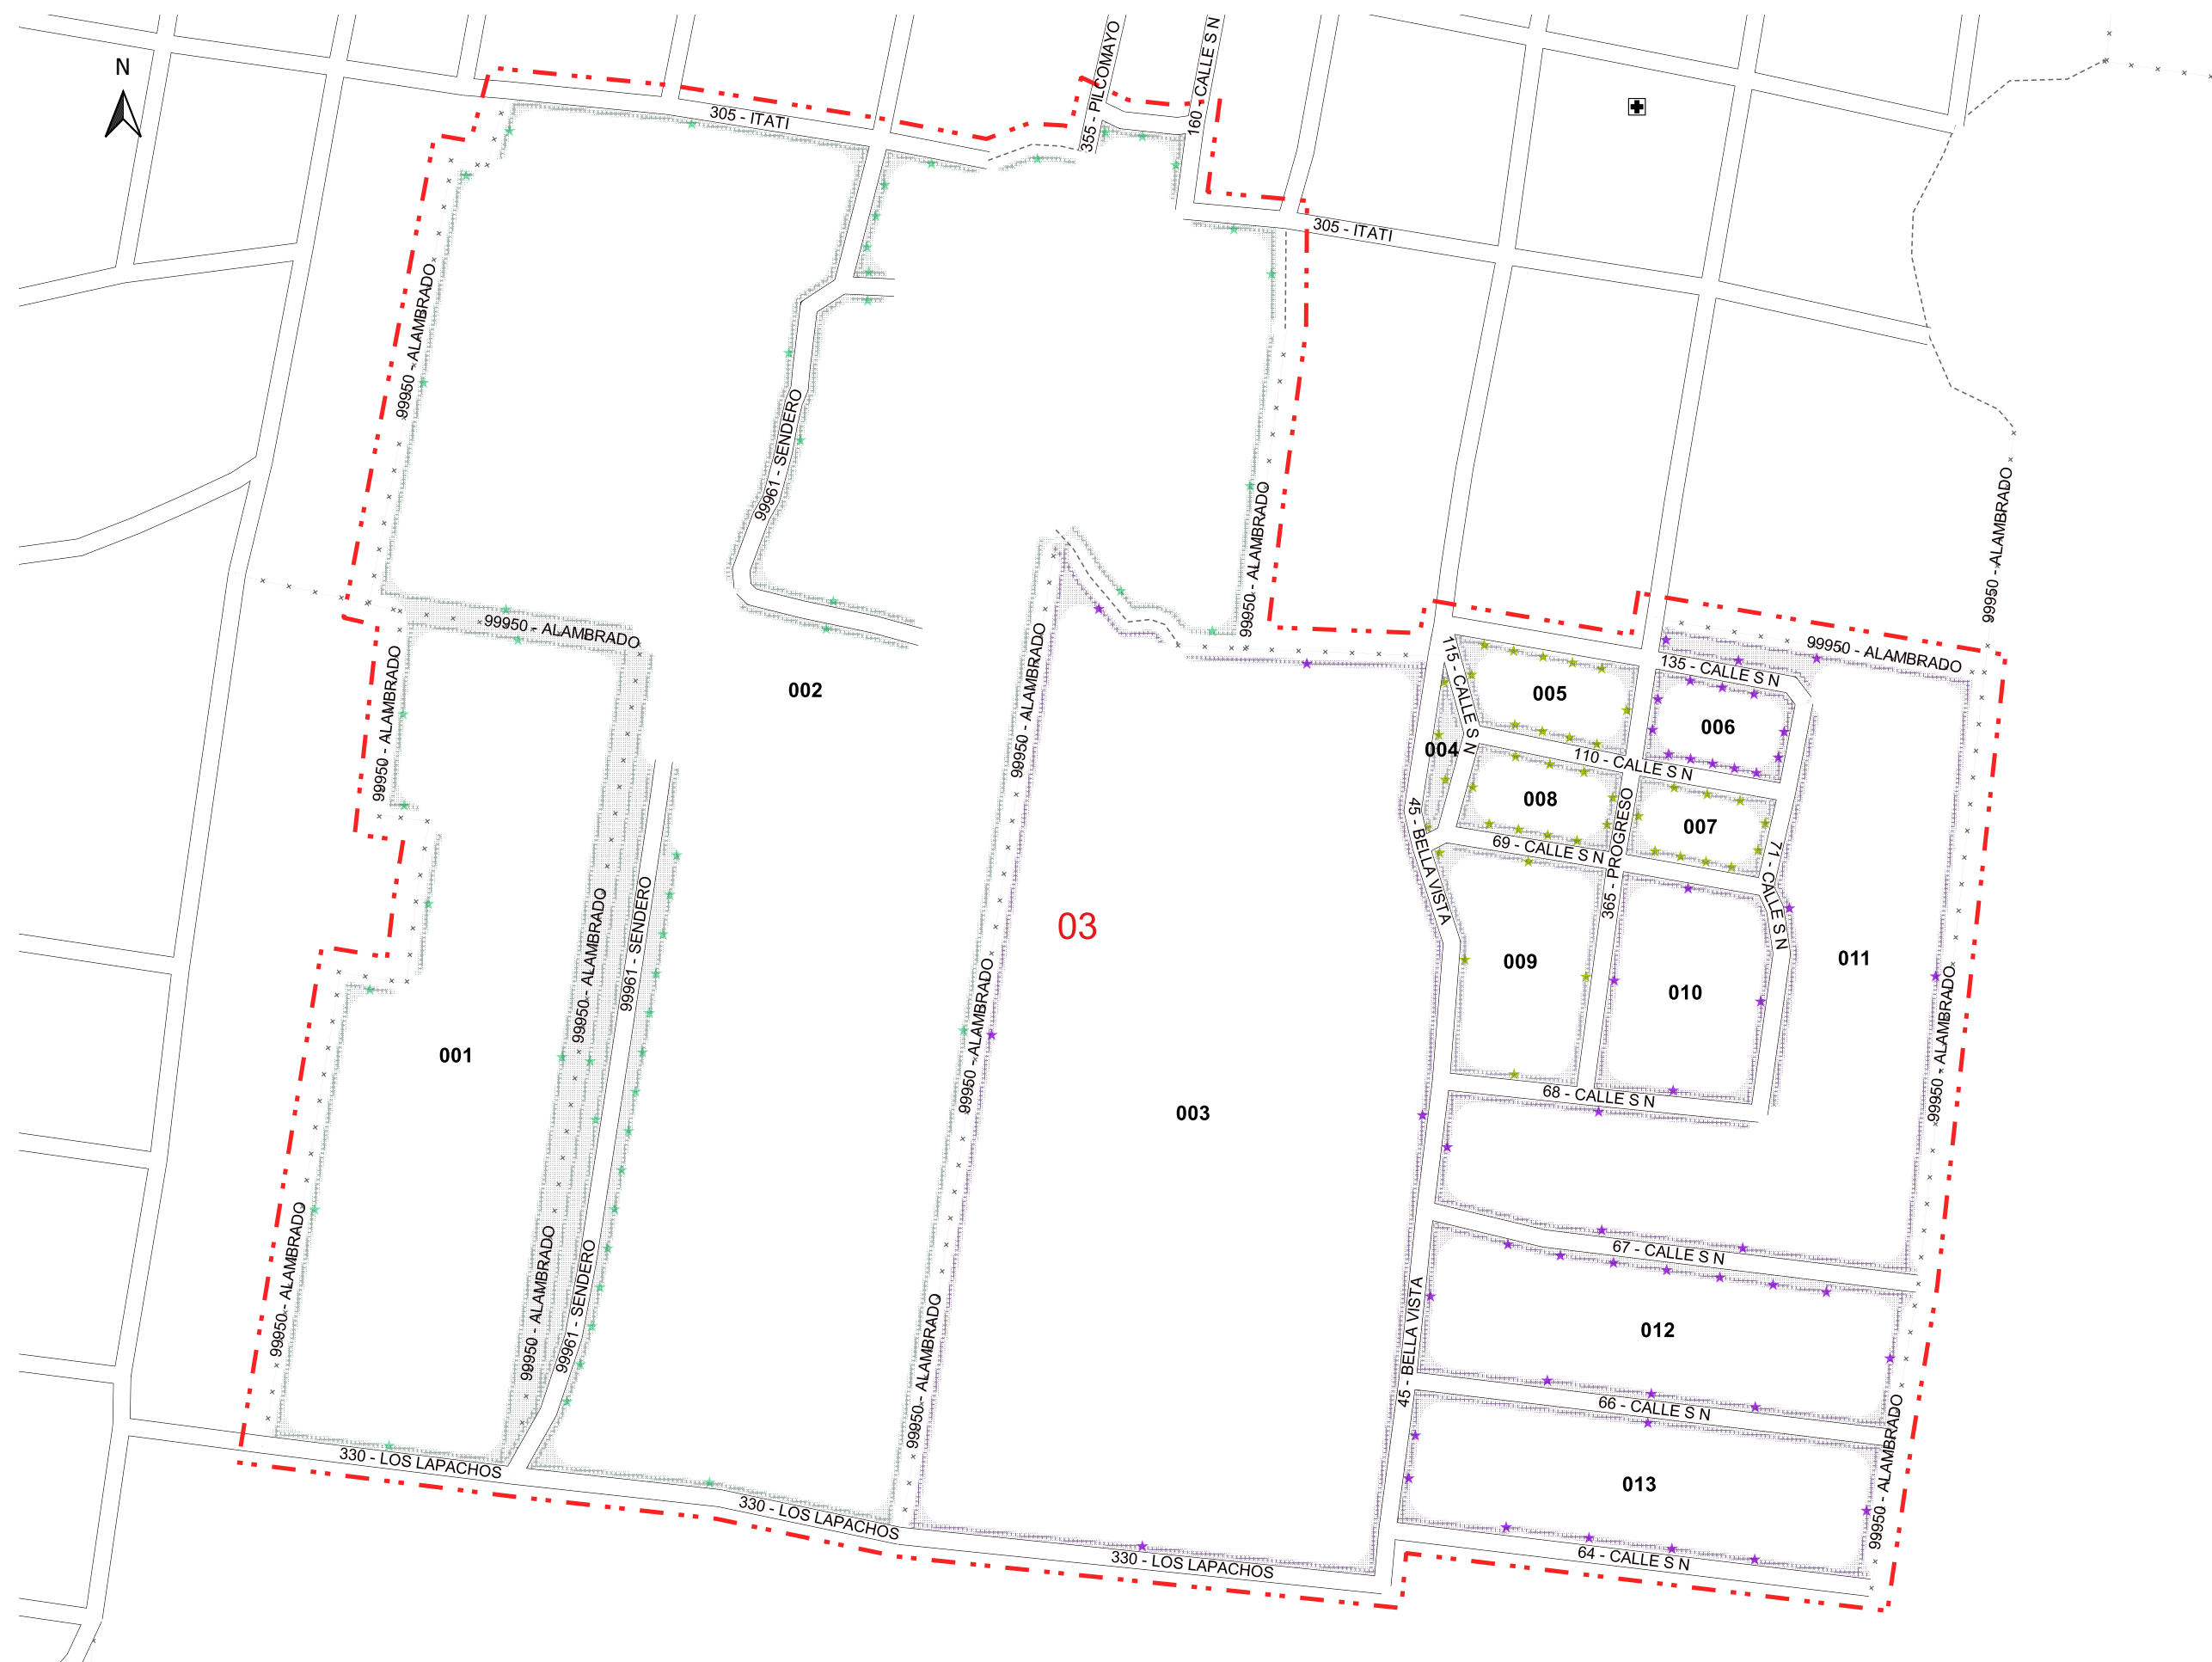 N
355 - PILCOMAYO
160 - CALLE S N
305 - ITATI
305 - ITATI
99950 - ALAMBRADO
99961 - SENDERO
99950 - ALAMBRADO
99950 - ALAMBRADO
99950 - ALAMBRADO
99950 - ALAMBRADO
99950 - ALAMBRADO
99950 - ALAMBRADO
002
115 - CALLE S N
005
135 - CALLE S N
006
004
110 - CALLE S N
008
007
45 - BELLA VISTA
69 - CALLE S N
365 - PROGRESO
71 - CALLE S N
99950 - ALAMBRADO
99961 - SENDERO
03
009
010
011
99950 - ALAMBRADO
99950 - ALAMBRADO
001
003
68 - CALLE S N
99950 - ALAMBRADO
99950 - ALAMBRADO
99961 - SENDERO
99950 - ALAMBRADO
67 - CALLE S N
45 - BELLA VISTA
012
66 - CALLE S N
99950 - ALAMBRADO
013
330 - LOS LAPACHOS
330 - LOS LAPACHOS
330 - LOS LAPACHOS
64 - CALLE S N